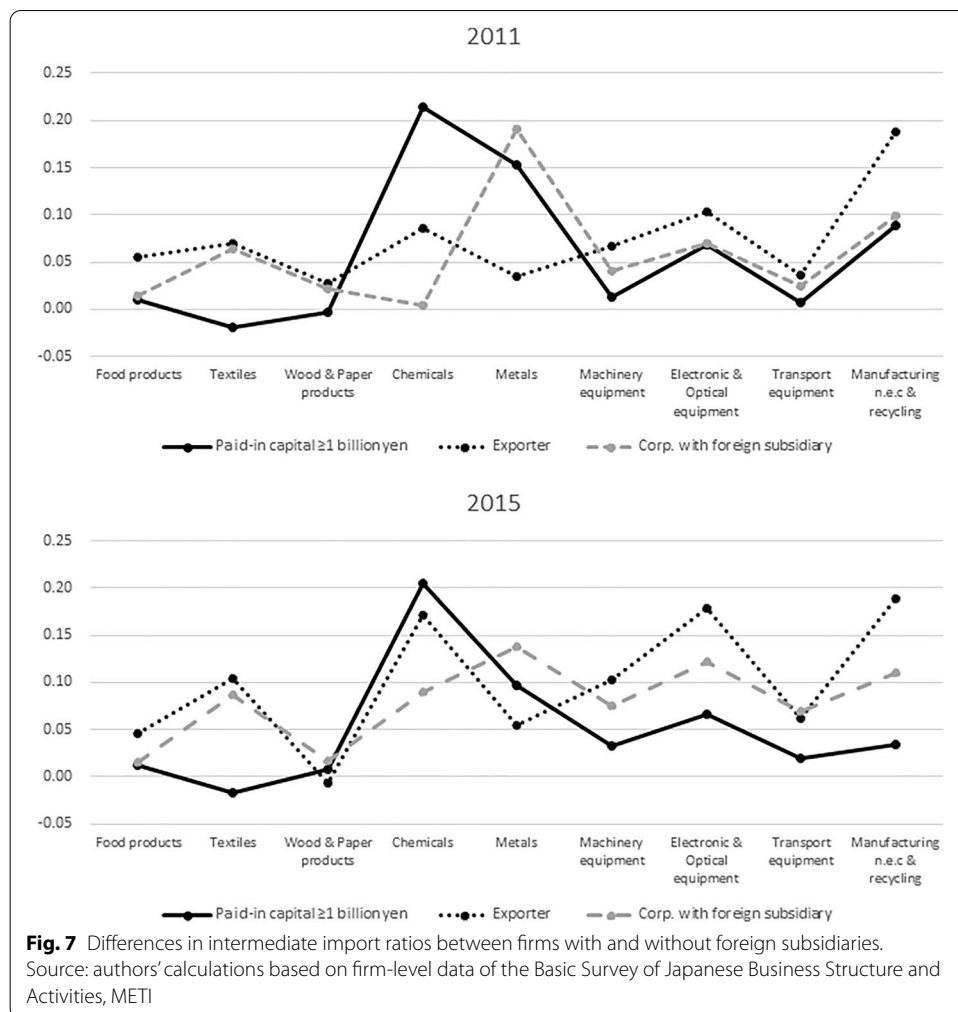 2011
0.25
0.20
0.15
0.10
0.05
0.00
-0.05
Food products Textiles Wood & Paper products Chemicals Metals Machinery equipment Electronic & Optical equipment Transport equipment Manufacturing n.e.c & recycling
Paid-in capital ≥1 billion yen Exporter Corp. with foreign subsidiary
2015
0.25
0.20
0.15
0.10
0.05
0.00
-0.05
Food products Textiles Wood & Paper products Chemicals Metals Machinery equipment Electronic & Optical equipment Transport equipment Manufacturing n.e.c & recycling
Paid-in capital ≥1 billion yen Exporter Corp. with foreign subsidiary
Fig. 7 Differences in intermediate import ratios between firms with and without foreign subsidiaries.
Source: authors' calculations based on firm-level data of the Basic Survey of Japanese Business Structure and
Activities, METI